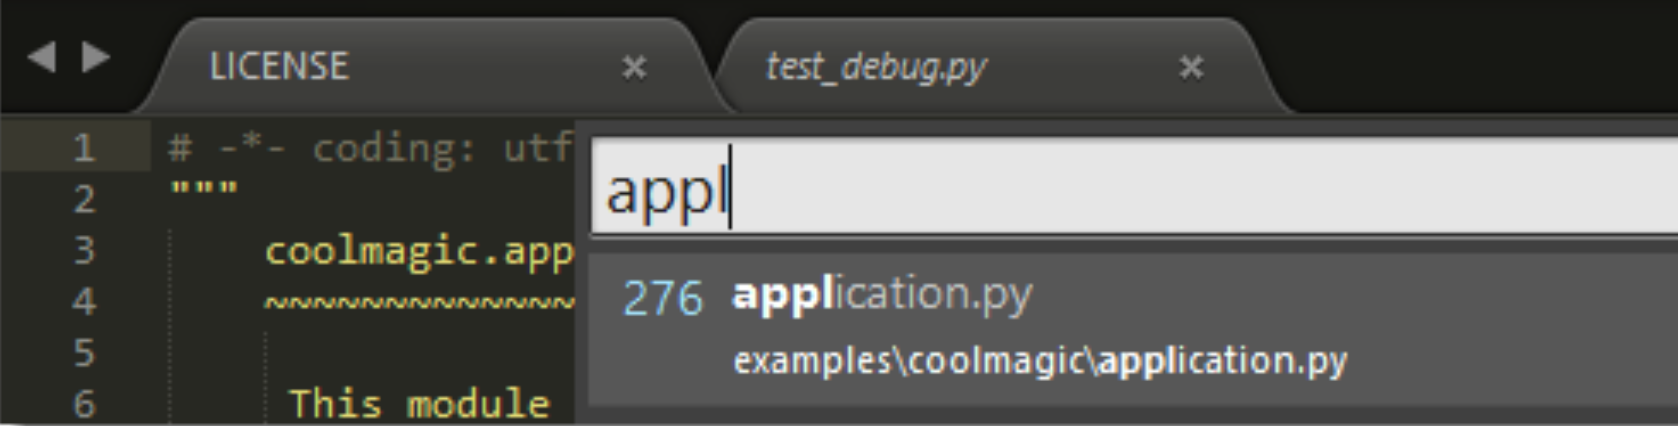 LICENSE × test_debug.py ×
1 # -*- coding: utf
2 """
3 coolmagic.app
4 ~~~~~~~~~~~~~
5
6 This module
appl
276 application.py
examples\coolmagic\application.py